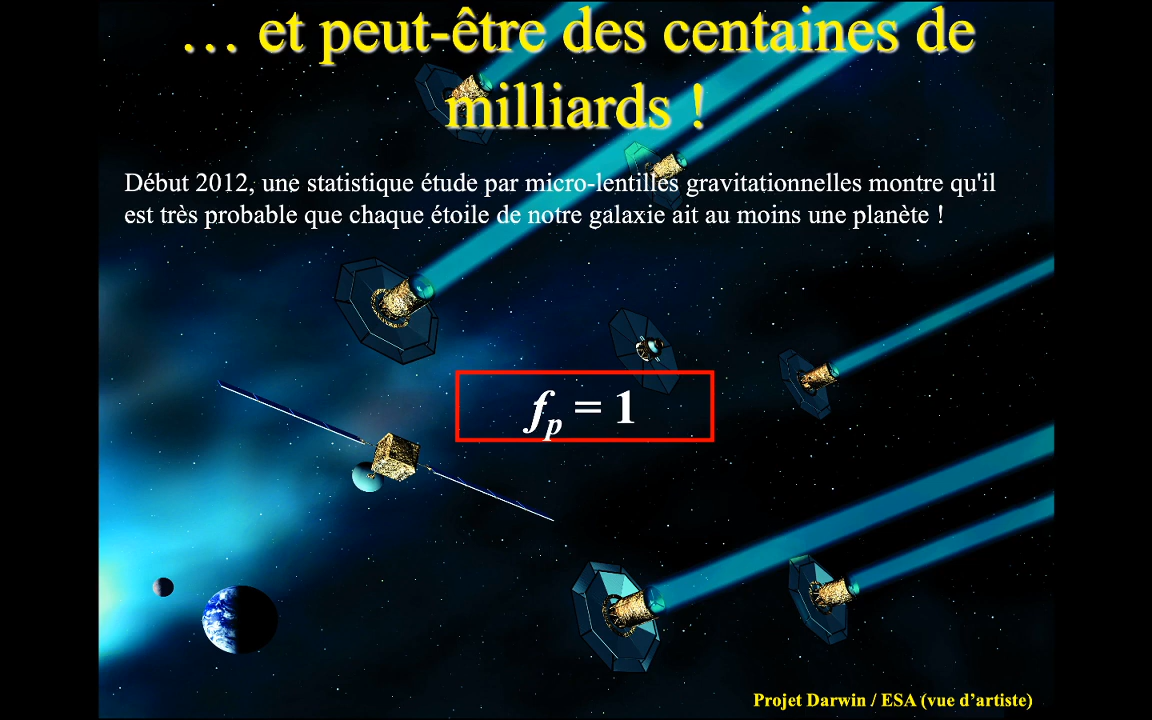 … et peut-être des centaines de
milliards !
Début 2012, une statistique étude par micro-lentilles gravitationnelles montre qu'il
est très probable que chaque étoile de notre galaxie ait au moins une planète !
fp = 1
Projet Darwin / ESA (vue d’artiste)